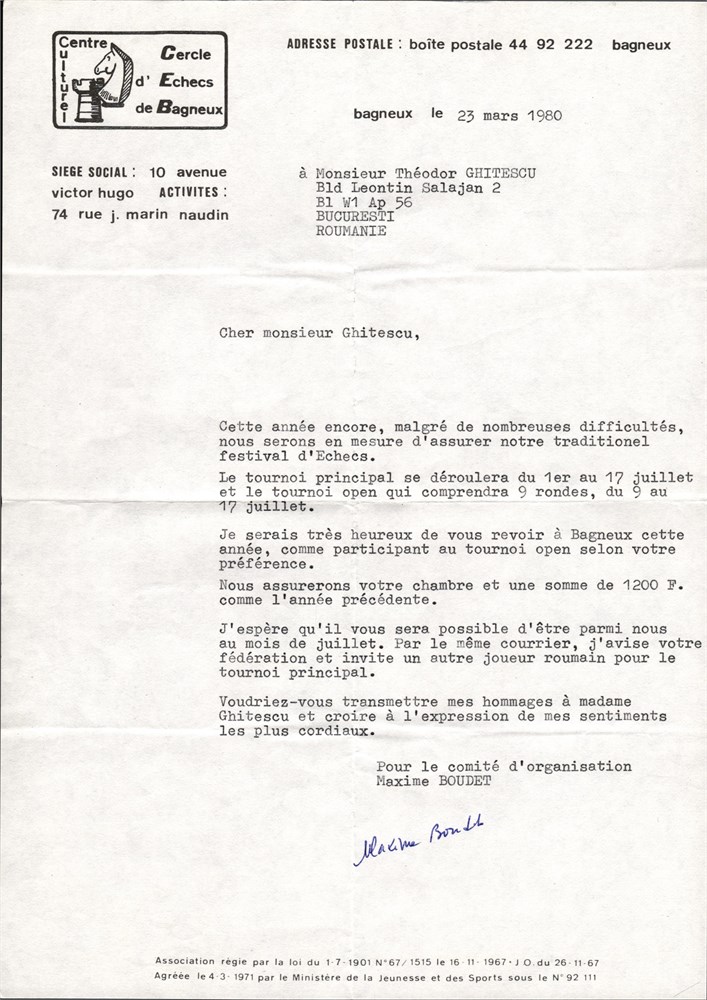 Centre
Culturel
Cercle
d' Echecs
de Bagneux
ADRESSE POSTALE : boîte postale 44 92 222 bagneux
bagneux le 23 mars 1980
SIEGE SOCIAL : 10 avenue
victor hugo ACTIVITES :
74 rue j. marin naudin
à Monsieur Théodor GHITESCU
Bld Leontin Salajan 2
Bl W1 Ap 56
BUCURESTI
ROUMANIE
Cher monsieur Ghitescu,
Cette année encore, malgré de nombreuses difficultés,
nous serons en mesure d'assurer notre traditionel
festival d'Echecs.
Le tournoi principal se déroulera du 1er au 17 juillet
et le tournoi open qui comprendra 9 rondes, du 9 au
17 juillet.
Je serais très heureux de vous revoir à Bagneux cette
année, comme participant au tournoi open selon votre
préférence.
Nous assurerons votre chambre et une somme de 1200 F.
comme l'année précédente.
J'espère qu'il vous sera possible d'être parmi nous
au mois de juillet. Par le même courrier, j'avise votre
fédération et invite un autre joueur roumain pour le
tournoi principal.
Voudriez-vous transmettre mes hommages à madame
Ghitescu et croire à l'expression de mes sentiments
les plus cordiaux.
Pour le comité d'organisation
Maxime BOUDET
Maxime Boudet
Association régie par la loi du 1-7-1901 N°67/1515 le 16-11-1967 - J O. du 26-11-67
Agréée le 4-3-1971 par le Ministère de la Jeunesse et des Sports sous le N° 92 111